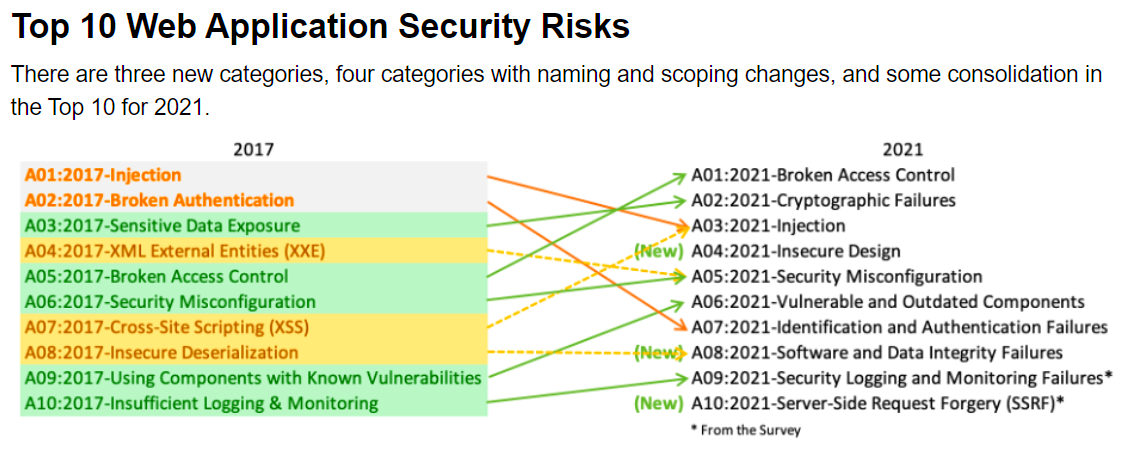 Top 10 Web Application Security Risks
There are three new categories, four categories with naming and scoping changes, and some consolidation in
the Top 10 for 2021.
2017
A01:2017-Injection
A02:2017-Broken Authentication
A03:2017-Sensitive Data Exposure
A04:2017-XML External Entities (XXE)
A05:2017-Broken Access Control
A06:2017-Security Misconfiguration
A07:2017-Cross-Site Scripting (XSS)
A08:2017-Insecure Deserialization
A09:2017-Using Components with Known Vulnerabilities
A10:2017-Insufficient Logging & Monitoring
2021
A01:2021-Broken Access Control
A02:2021-Cryptographic Failures
A03:2021-Injection
(New) A04:2021-Insecure Design
A05:2021-Security Misconfiguration
A06:2021-Vulnerable and Outdated Components
A07:2021-Identification and Authentication Failures
(New) A08:2021-Software and Data Integrity Failures
A09:2021-Security Logging and Monitoring Failures*
(New) A10:2021-Server-Side Request Forgery (SSRF)*
* From the Survey